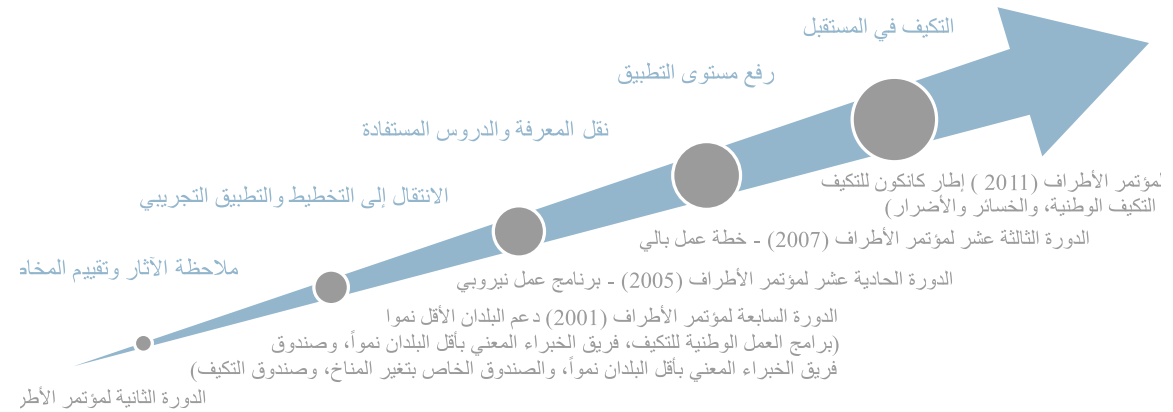 التكيف في المستقبل
رفع مستوى التطبيق
نقل المعرفة والدروس المستفادة
الانتقال إلى التخطيط والتطبيق التجريبي
ملاحظة الآثار وتقييم
لمؤتمر الأطراف (2011 ) إطار كانكون للتكيف
التكيف الوطنية، والخسائر والأضرار)
الدورة الثالثة عشر لمؤتمر الأطراف (2007) - خطة عمل بالي
الدورة الحادية عشر لمؤتمر الأطراف (2005) - برنامج عمل نيروبي
الدورة السابعة لمؤتمر الأطراف (2001) دعم البلدان الأقل نموا
(برامج العمل الوطنية للتكيف، فريق الخبراء المعني بأقل البلدان نمواً، وصندوق
فريق الخبراء المعني بأقل البلدان نمواً، والصندوق الخاص بتغير المناخ، وصندوق التكيف)
الدورة الثانية لمؤتمر